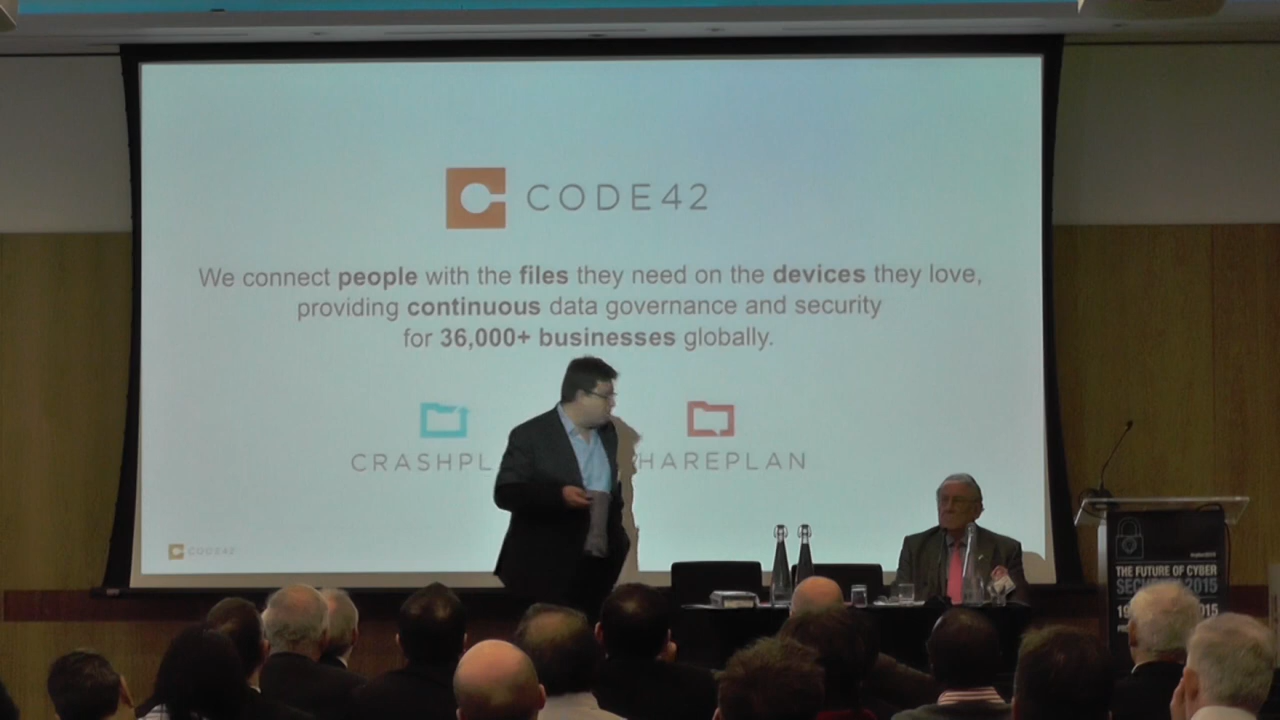 CODE42
We connect people with the files they need on the devices they love,
providing continuous data governance and security
for 36,000+ businesses globally.
CRASHPL
HAREPLAN
CODE42
THE FUTURE OF CYBER
SECURITY 2015